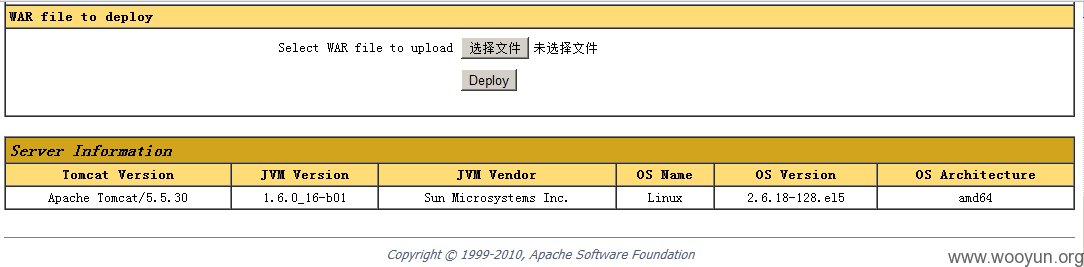 WAR file to deploy
Select WAR file to upload 选择文件 未选择文件
Deploy
Server Information
Tomcat Version JVM Version JVM Vendor OS Name OS Version OS Architecture
Apache Tomcat/5.5.30 1.6.0_16-b01 Sun Microsystems Inc. Linux 2.6.18-128.el5 amd64
Copyright © 1999-2010, Apache Software Foundation
www.wooyun.org